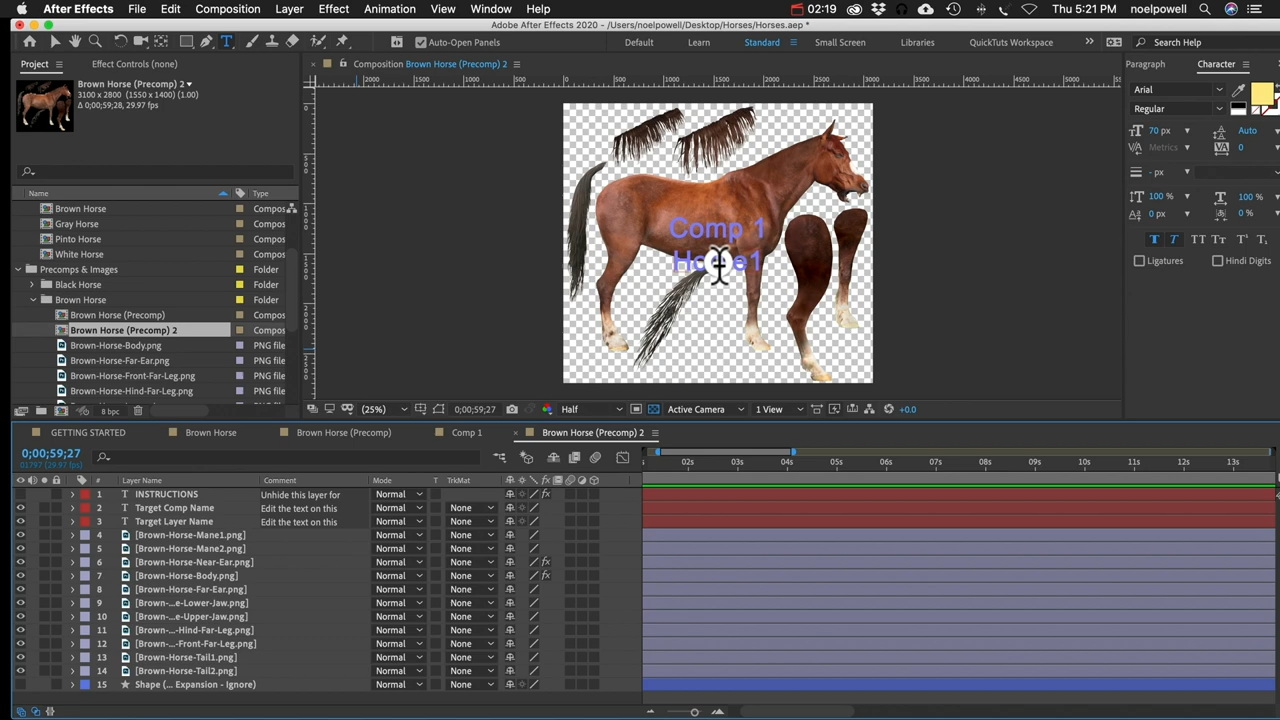 After Effects File Edit Composition Layer Effect Animation View Window Help 02:19 Thu 5:21 PM noelpowell
Adobe After Effects 2020 - /Users/noelpowell/Desktop/Horses/Horses.aep *
Auto-Open Panels Default Learn Standard Small Screen Libraries QuickTuts Workspace Search Help
Project Effect Controls (none) Composition Brown Horse (Precomp) 2 Paragraph Character
Brown Horse (Precomp) 2
3100 x 2800 (1550 x 1400) (1.00)
Δ 0;00;59;28, 29.97 fps
Arial
Regular
70 px Auto
Metrics 0
- px
100 % 100 %
0 px 0 %
T T TT Tt T¹ T₁
Ligatures Hindi Digits
Name Type
Brown Horse Compos
Gray Horse Compos
Pinto Horse Compos
White Horse Compos
Precomps & Images Folder
Black Horse Folder
Brown Horse Folder
Brown Horse (Precomp) Compos
Brown Horse (Precomp) 2 Compos
Brown-Horse-Body.png PNG file
Brown-Horse-Far-Ear.png PNG file
Brown-Horse-Front-Far-Leg.png PNG file
Brown-Horse-Hind-Far-Leg.png PNG file
Comp 1
Horse1
8 bpc (25%) 0;00;59;27 Half Active Camera 1 View +0.0
GETTING STARTED Brown Horse Brown Horse (Precomp) Comp 1 Brown Horse (Precomp) 2
0;00;59;27
01797 (29.97 fps)
02s 03s 04s 05s 06s 07s 08s 09s 10s 11s 12s 13s
# Layer Name Comment Mode T TrkMat
1 T INSTRUCTIONS Unhide this layer for Normal
2 T Target Comp Name Edit the text on this Normal None
3 T Target Layer Name Edit the text on this Normal None
4 [Brown-Horse-Mane1.png] Normal None
5 [Brown-Horse-Mane2.png] Normal None
6 [Brown-Horse-Near-Ear.png] Normal None
7 [Brown-Horse-Body.png] Normal None
8 [Brown-Horse-Far-Ear.png] Normal None
9 [Brown-...e-Lower-Jaw.png] Normal None
10 [Brown-...e-Upper-Jaw.png] Normal None
11 [Brown-...-Hind-Far-Leg.png] Normal None
12 [Brown-...-Front-Far-Leg.png] Normal None
13 [Brown-Horse-Tail1.png] Normal None
14 [Brown-Horse-Tail2.png] Normal None
15 Shape (... Expansion - Ignore) Normal None